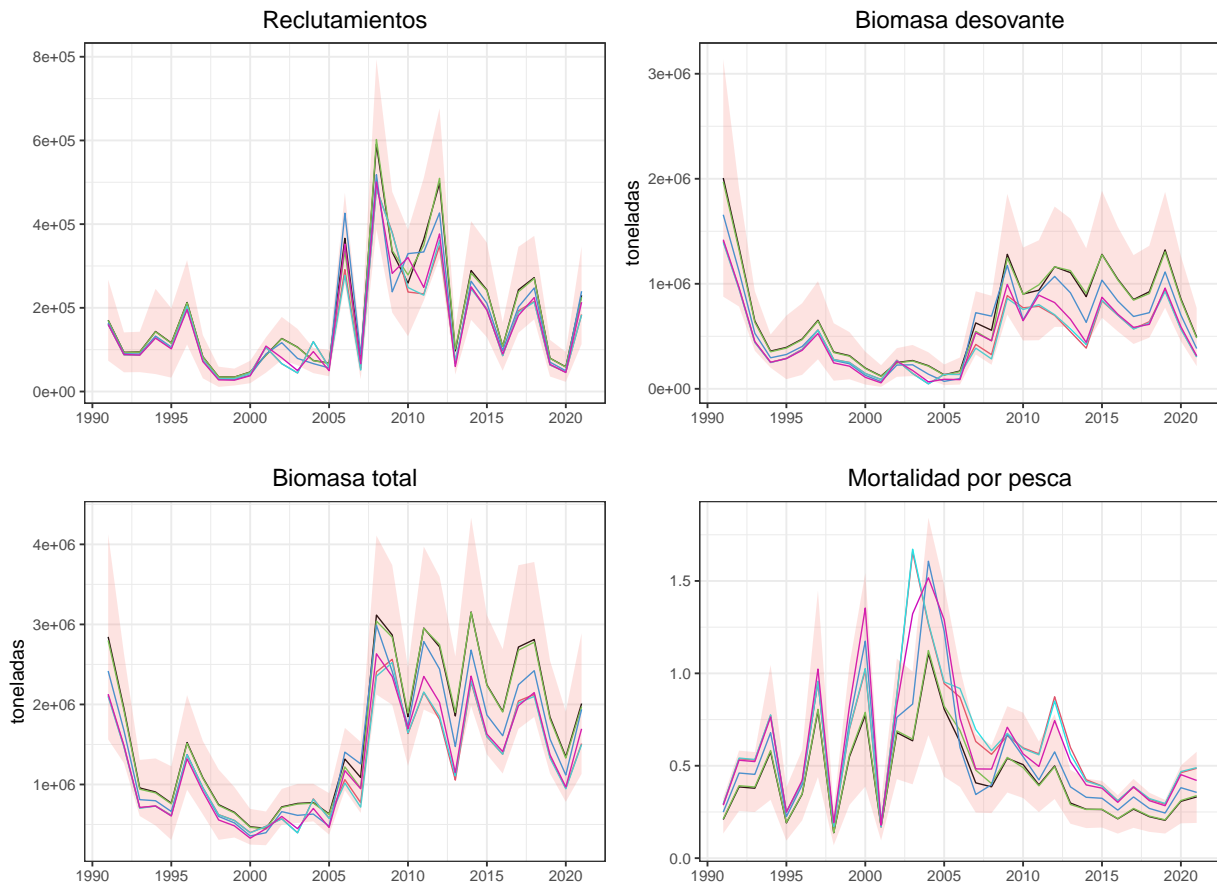 Reclutamientos
8e+05
6e+05
4e+05
2e+05
0e+00
1990 1995 2000 2005 2010 2015 2020
Biomasa desovante
toneladas
3e+06
2e+06
1e+06
0e+00
1990 1995 2000 2005 2010 2015 2020
Biomasa total
toneladas
4e+06
3e+06
2e+06
1e+06
1990 1995 2000 2005 2010 2015 2020
Mortalidad por pesca
1.5
1.0
0.5
0.0
1990 1995 2000 2005 2010 2015 2020